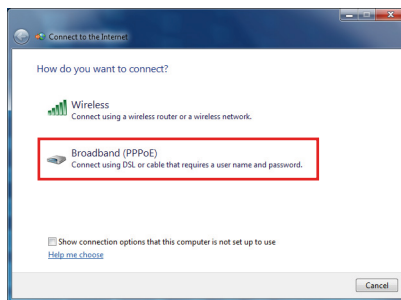 Connect to the Internet
How do you want to connect?
Wireless
Connect using a wireless router or a wireless network.
Broadband (PPPoE)
Connect using DSL or cable that requires a user name and password.
Show connection options that this computer is not set up to use
Help me choose
Cancel